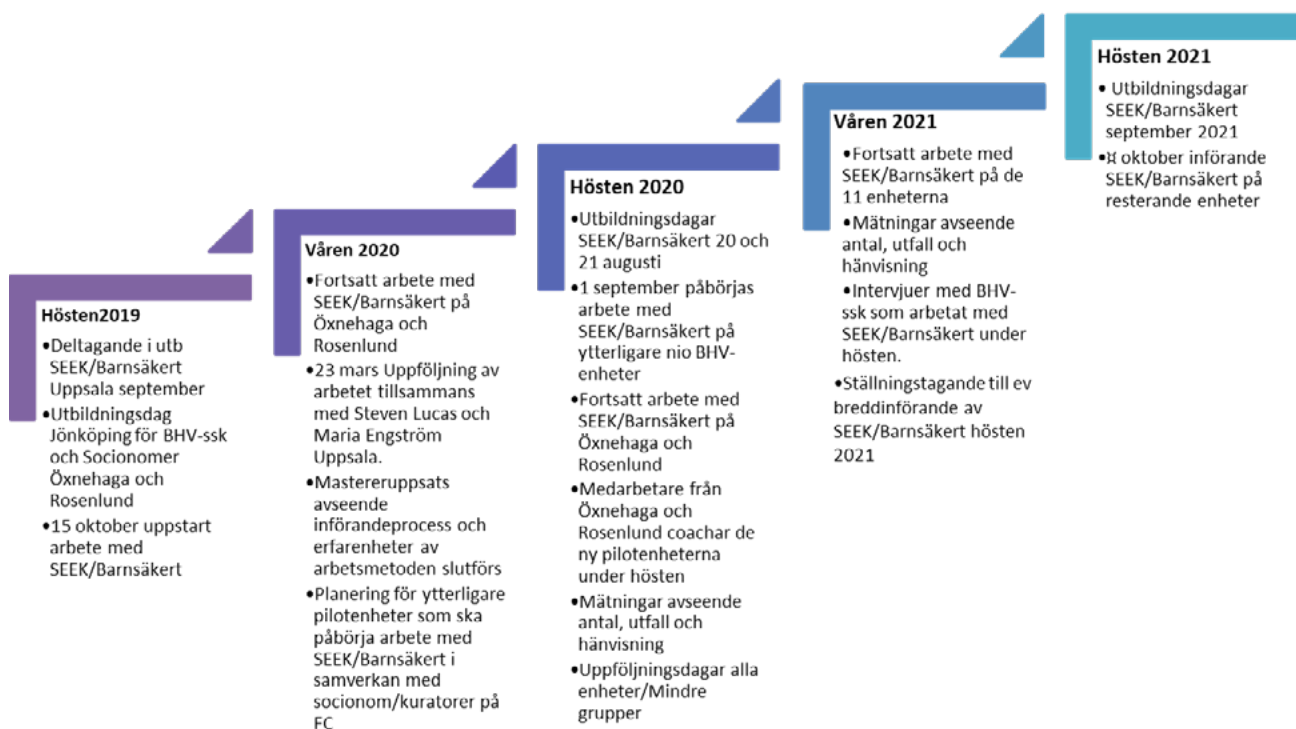 Hösten2019
•Deltagande i utb
SEEK/Barnsäkert
Uppsala september
•Utbildningsdag
Jönköping för BHV-ssk
och Socionomer
Öxnehaga och
Rosenlund
•15 oktober uppstart
arbete med
SEEK/Barnsäkert
Våren 2020
•Fortsatt arbete med
SEEK/Barnsäkert på
Öxnehaga och
Rosenlund
•23 mars Uppföljning av
arbetet tillsammans
med Steven Lucas och
Maria Engström
Uppsala.
•Mastereruppsats
avseende
införandeprocess och
erfarenheter av
arbetsmetoden slutförs
•Planering för ytterligare
pilotenheter som ska
påbörja arbete med
SEEK/Barnsäkert i
samverkan med
socionom/kuratorer på
FC
Hösten 2020
•Utbildningsdagar
SEEK/Barnsäkert 20 och
21 augusti
•1 september påbörjas
arbete med
SEEK/Barnsäkert på
ytterligare nio BHV-
enheter
•Fortsatt arbete med
SEEK/Barnsäkert på
Öxnehaga och
Rosenlund
•Medarbetare från
Öxnehaga och
Rosenlund coachar de
ny pilotenheterna
under hösten
•Mätningar avseende
antal, utfall och
hänvisning
•Uppföljningsdagar alla
enheter/Mindre
grupper
Våren 2021
•Fortsatt arbete med
SEEK/Barnsäkert på de
11 enheterna
•Mätningar avseende
antal, utfall och
hänvisning
•Intervjuer med BHV-
ssk som arbetat med
SEEK/Barnsäkert under
hösten.
•Ställningstagande till ev
breddinförande av
SEEK/Barnsäkert hösten
2021
Hösten 2021
• Utbildningsdagar
SEEK/Barnsäkert
september 2021
•¤ oktober införande
SEEK/Barnsäkert på
resterande enheter